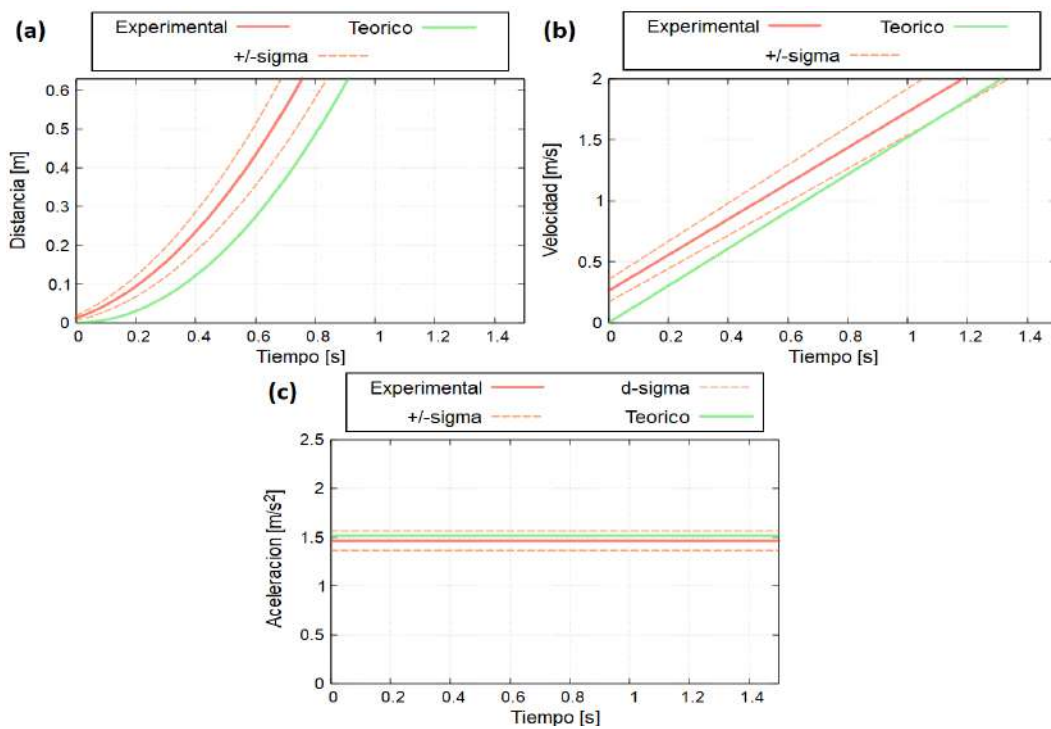 (a)
Experimental Teorico
+/-sigma
0.6
0.5
0.4
0.3
0.2
0.1
0
Distancia [m]
0 0.2 0.4 0.6 0.8 1 1.2 1.4
Tiempo [s]
(b)
Experimental Teorico
+/-sigma
2
1.5
1
0.5
0
Velocidad [m/s]
0 0.2 0.4 0.6 0.8 1 1.2 1.4
Tiempo [s]
(c)
Experimental d-sigma
+/-sigma Teorico
2.5
2
1.5
1
0.5
0
Aceleracion [m/s²]
0 0.2 0.4 0.6 0.8 1 1.2 1.4
Tiempo [s]